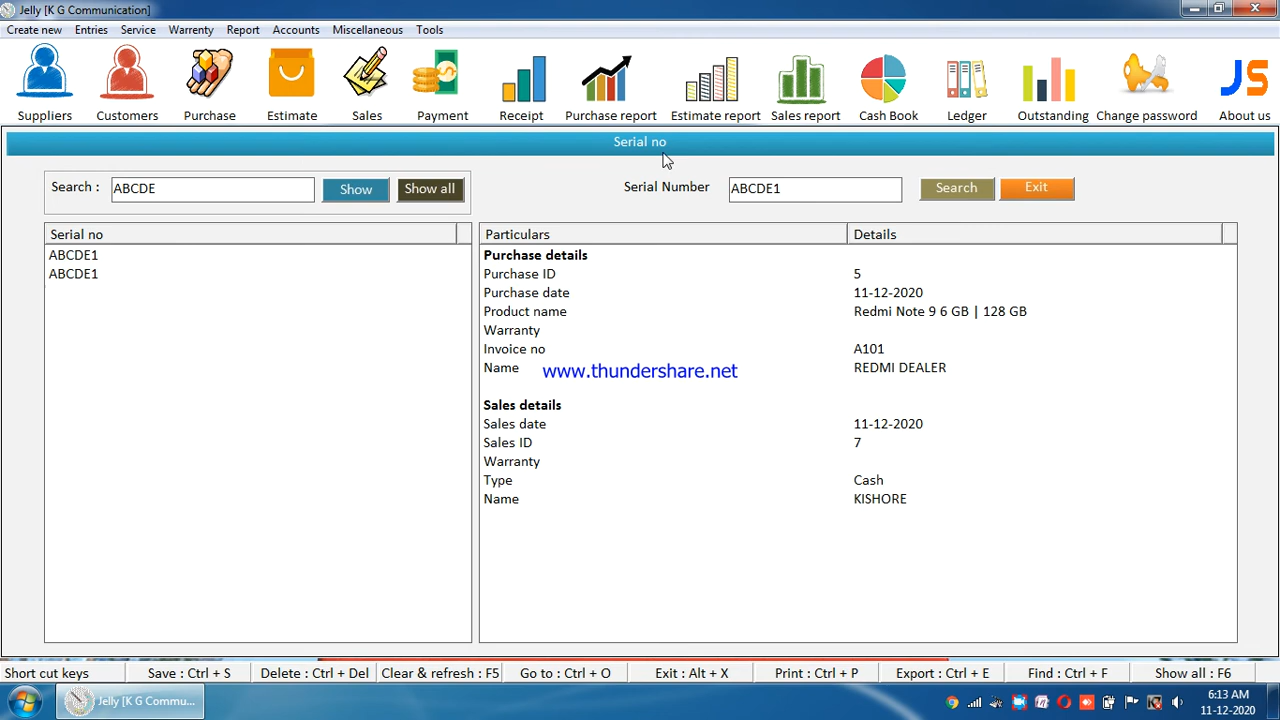 Jelly [K G Communication]
Create new Entries Service Warrenty Report Accounts Miscellaneous Tools
Suppliers Customers Purchase Estimate Sales Payment Receipt Purchase report Estimate report Sales report Cash Book Ledger Outstanding Change password About us
Serial no
Search : ABCDE Show Show all Serial Number ABCDE1 Search Exit
Serial no
ABCDE1
ABCDE1
Particulars Details
Purchase details
Purchase ID 5
Purchase date 11-12-2020
Product name Redmi Note 9 6 GB | 128 GB
Warranty
Invoice no A101
Name REDMI DEALER
www.thundershare.net
Sales details
Sales date 11-12-2020
Sales ID 7
Warranty
Type Cash
Name KISHORE
Short cut keys Save : Ctrl + S Delete : Ctrl + Del Clear & refresh : F5 Go to : Ctrl + O Exit : Alt + X Print : Ctrl + P Export : Ctrl + E Find : Ctrl + F Show all : F6
Jelly [K G Commu...
6:13 AM
11-12-2020